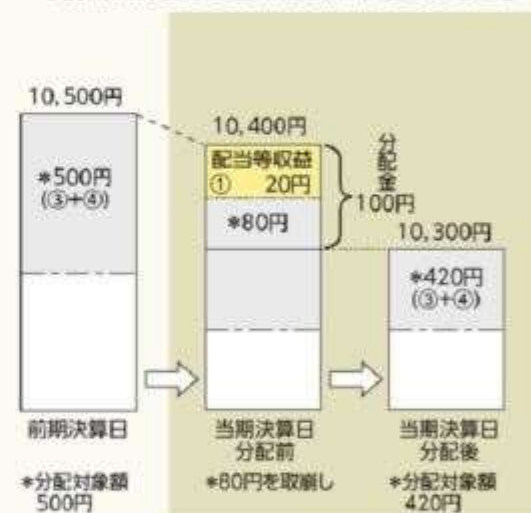 10,500円
*500円
(③+④)
前期決算日
*分配対象額
500円
10,400円
配当等収益
① 20円
*80円
分配金
100円
当期決算日
分配前
*80円を取崩し
10,300円
*420円
(③+④)
当期決算日
分配後
*分配対象額
420円